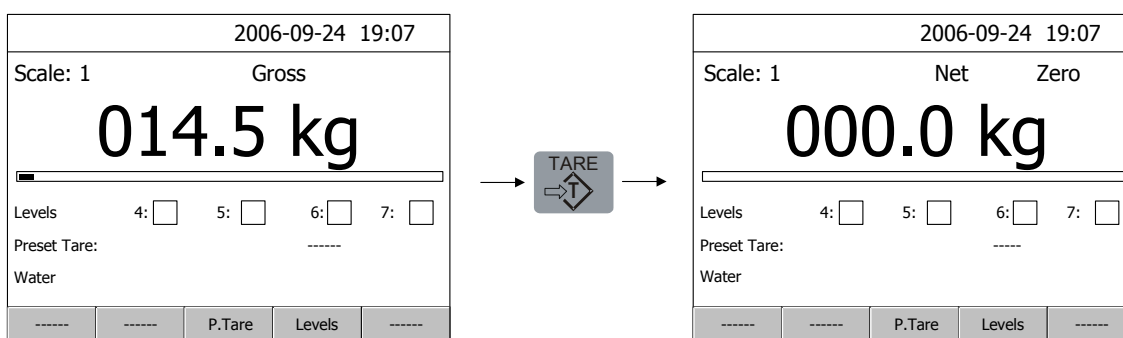 2006-09-24 19:07
Scale: 1 Gross
014.5 kg
Levels 4: 5: 6: 7:
Preset Tare: ------
Water
------ ------ P.Tare Levels ------
TARE
T
2006-09-24 19:07
Scale: 1 Net Zero
000.0 kg
Levels 4: 5: 6: 7:
Preset Tare: -----
Water
------ ------ P.Tare Levels ------